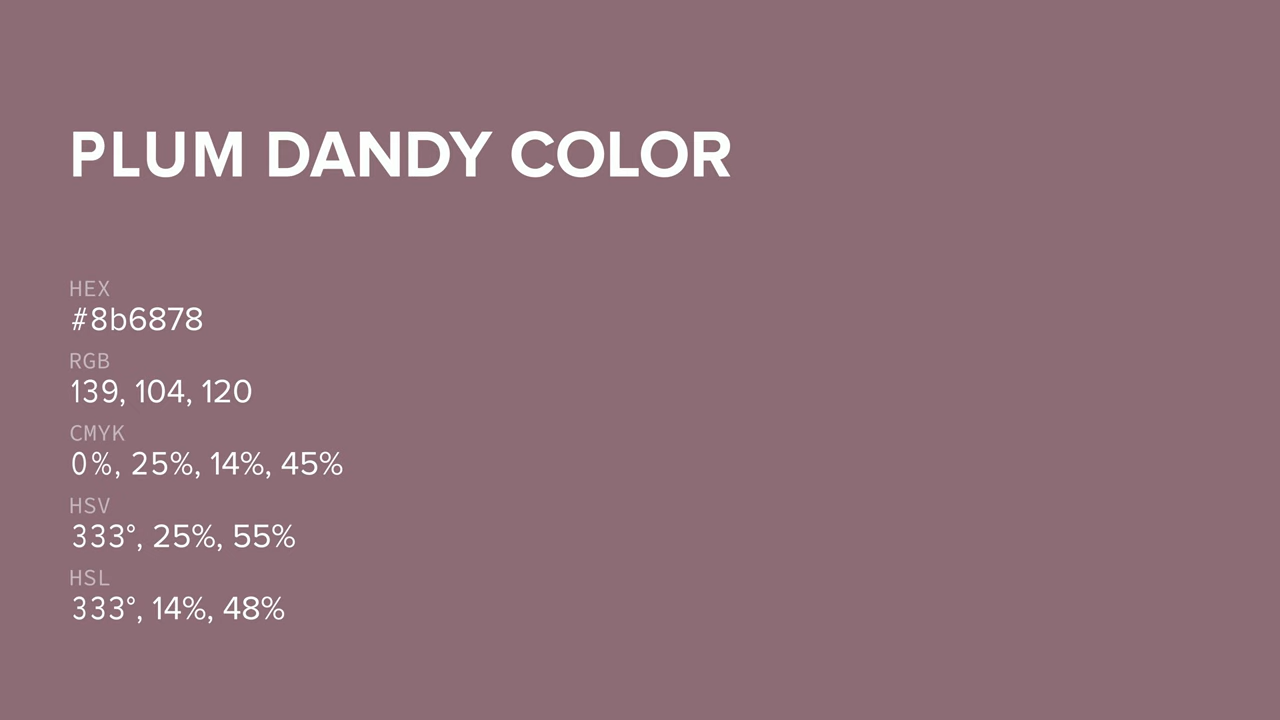 PLUM DANDY COLOR
HEX
#8b6878
RGB
139, 104, 120
CMYK
0%, 25%, 14%, 45%
HSV
333°, 25%, 55%
HSL
333°, 14%, 48%